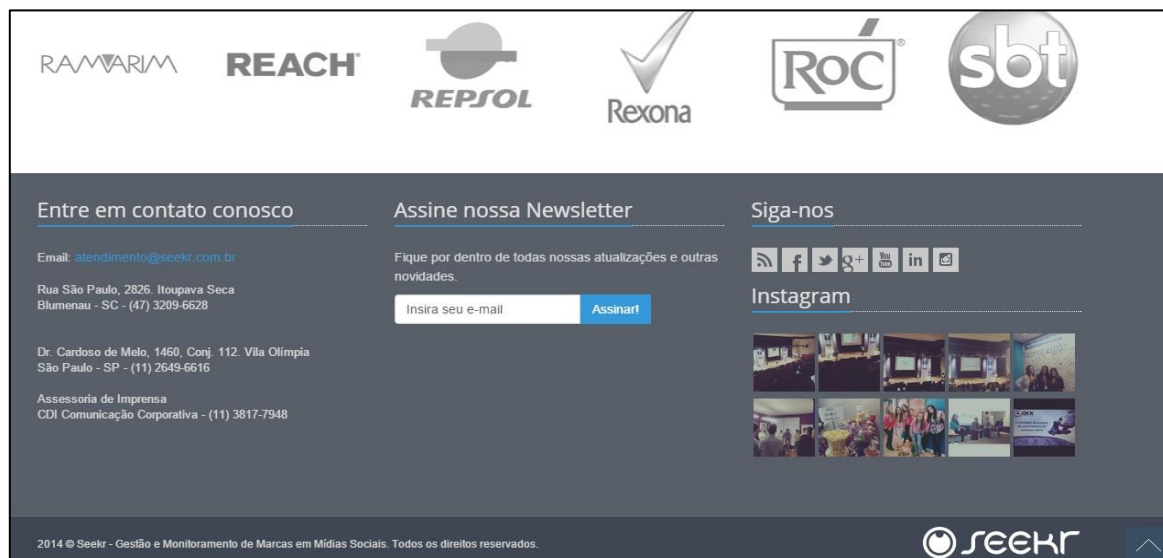 RAMARIM
REACH
REPSOL
Rexona
RoC®
sbt
Entre em contato conosco
Email: atendimento@seekr.com.br
Rua São Paulo, 2826. Itoupava Seca
Blumenau - SC - (47) 3209-6628
Dr. Cardoso de Melo, 1460, Conj. 112. Vila Olímpia
São Paulo - SP - (11) 2649-6616
Assessoria de Imprensa
CDI Comunicação Corporativa - (11) 3817-7948
Assine nossa Newsletter
Fique por dentro de todas nossas atualizações e outras
novidades.
Insira seu e-mail
Assinar!
Siga-nos
f g+ You Tube in
Instagram
2014 © Seekr - Gestão e Monitoramento de Marcas em Mídias Sociais. Todos os direitos reservados.
seekr